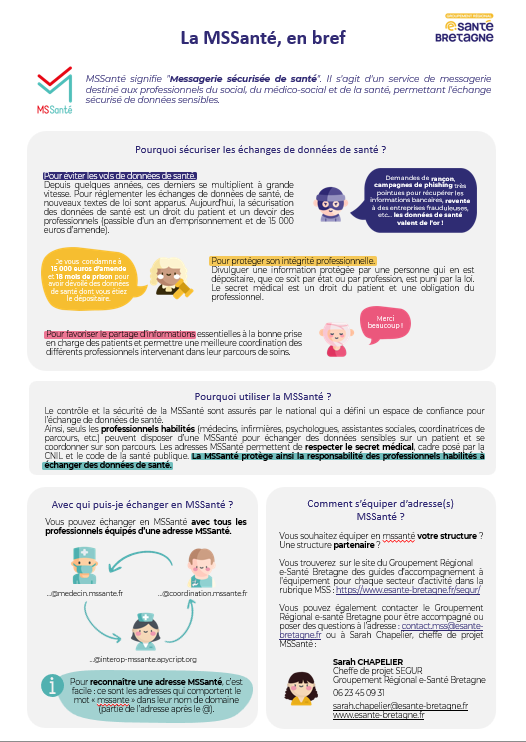 La MSSanté, en bref
eSANTÉ
BRETAGNE
MSSanté
MSSanté signifie "Messagerie sécurisée de santé". Il s'agit d'un service de messagerie
destiné aux professionnels du social, du médico-social et de la santé, permettant l'échange
sécurisé de données sensibles.
Pourquoi sécuriser les échanges de données de santé ?
Pour éviter les vols de données de santé.
Depuis quelques années, ces derniers se multiplient à grande
vitesse. Pour réglementer les échanges de données de santé, de
nouveaux textes de loi sont apparus. Aujourd'hui, la sécurisation
des données de santé est un droit du patient et un devoir des
professionnels (passible d'un an d'emprisonnement et de 15 000
euros d'amende).
Demandes de rançon,
campagnes de phishing très
pointues pour récupérer les
informations bancaires, revente
à des entreprises frauduleuses,
etc... les données de santé
valent de l'or !
Je vous condamne à
15 000 euros d'amende
et 18 mois de prison pour
avoir dévoilé des données
de santé dont vous étiez
le dépositaire.
Pour protéger son intégrité professionnelle.
Divulguer une information protégée par une personne qui en est
dépositaire, que ce soit par état ou par profession, est puni par la loi.
Le secret médical est un droit du patient et une obligation du
professionnel.
Pour favoriser le partage d'informations essentielles à la bonne prise
en charge des patients et permettre une meilleure coordination des
différents professionnels intervenant dans leur parcours de soins.
Merci
beaucoup !
Pourquoi utiliser la MSSanté ?
Le contrôle et la sécurité de la MSSanté sont assurés par le national qui a défini un espace de confiance pour
l'échange de données de santé.
Ainsi, seuls les professionnels habilités (médecins, infirmières, psychologues, assistantes sociales, coordinatrices de
parcours, etc.) peuvent disposer d'une MSSanté pour échanger des données sensibles sur un patient et se
coordonner sur son parcours. Les adresses MSSanté permettent de respecter le secret médical, cadre posé par la
CNIL et le code de la santé publique. La MSSanté protège ainsi la responsabilité des professionnels habilités à
échanger des données de santé.
Avec qui puis-je échanger en MSSanté ?
Vous pouvez échanger en MSSanté avec tous les
professionnels équipés d'une adresse MSSanté.
...@medecin.mssante.fr
...@coordination.mssante.fr
...@interop-mssante.apycript.org
Pour reconnaître une adresse MSSanté, c'est
facile : ce sont les adresses qui comportent le
mot « mssante » dans leur nom de domaine
(partie de l'adresse après le @).
Comment s'équiper d'adresse(s)
MSSanté ?
Vous souhaitez équiper en mssanté votre structure ?
Une structure partenaire ?
Vous trouverez sur le site du Groupement Régional
e-Santé Bretagne des guides d'accompagnement à
l'équipement pour chaque secteur d'activité dans la
rubrique MSS : https://www.esante-bretagne.fr/segur/
Vous pouvez également contacter le Groupement
Régional e-santé Bretagne pour être accompagné ou
poser des questions à l'adresse : contact.mss@esante-
bretagne.fr ou à Sarah Chapelier, cheffe de projet
MSSanté :
Sarah CHAPELIER
Cheffe de projet SEGUR
Groupement Régional e-Santé Bretagne
06 23 45 09 31
sarah.chapelier@esante-bretagne.fr
www.esante-bretagne.fr